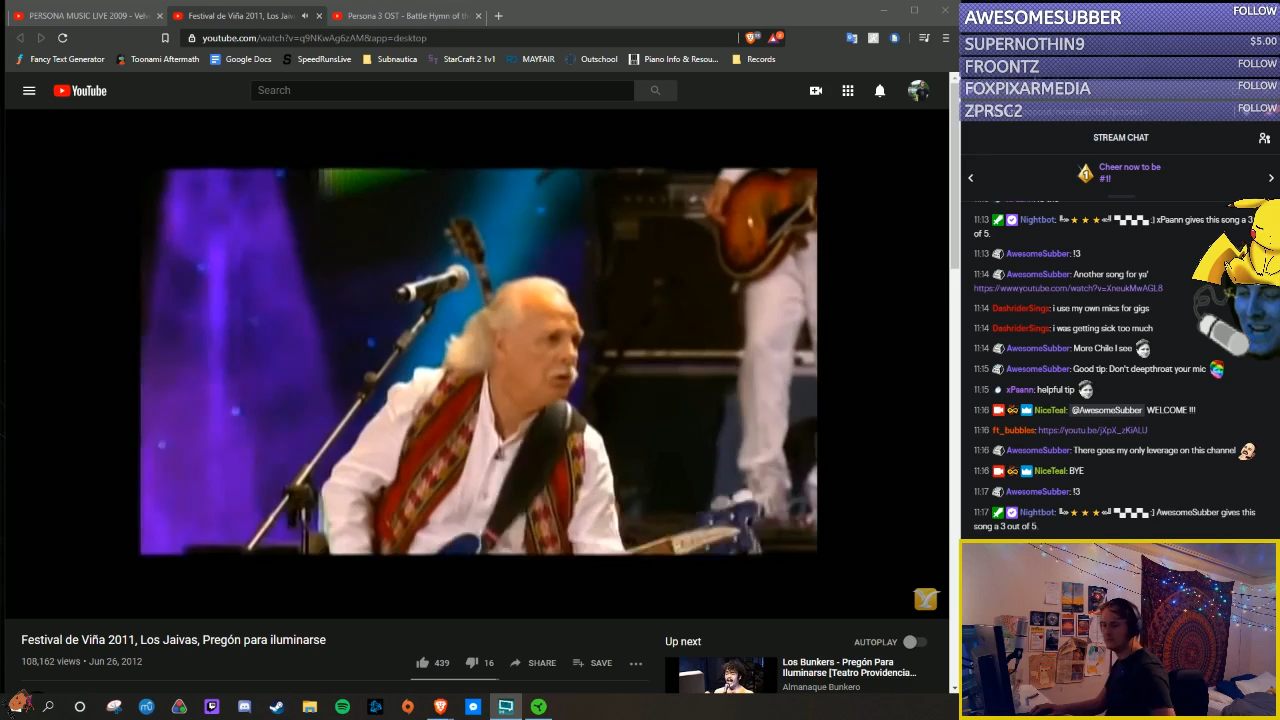 PERSONA MUSIC LIVE 2009 - Velv
Festival de Viña 2011, Los Jaiv
Persona 3 OST - Battle Hymn of th
youtube.com/watch?v=q9NKwAg6zAM&app=desktop
Fancy Text Generator
Toonami Aftermath
Google Docs
SpeedRunsLive
Subnautica
StarCraft 2 1v1
MAYFAIR
Outschool
Piano Info & Resou...
Records
YouTube
Search
Festival de Viña 2011, Los Jaivas, Pregón para iluminarse
108,162 views • Jun 26, 2012
439
16
SHARE
SAVE
Up next
AUTOPLAY
Los Bunkers - Pregón Para
Iluminarse [Teatro Providencia...
Almanaque Bunkero
AWESOMESUBBER FOLLOW
SUPERNOTHIN9 $5.00
FROONTZ FOLLOW
FOXPIXARMEDIA FOLLOW
ZPRSC2 FOLLOW
STREAM CHAT
Cheer now to be
#1!
11:13 Nightbot: :) xPaann gives this song a 3
of 5.
11:13 AwesomeSubber: !3
11:14 AwesomeSubber: Another song for ya'
https://www.youtube.com/watch?v=XneukMwAGL8
11:14 DashriderSings: i use my own mics for gigs
11:14 DashriderSings: i was getting sick too much
11:14 AwesomeSubber: More Chile I see
11:15 AwesomeSubber: Good tip: Don't deepthroat your mic
11:15 xPaann: helpful tip
11:16 NiceTeal: @AwesomeSubber WELCOME !!!
11:16 ft_bubbles: https://youtu.be/jXpX_zKiALU
11:16 AwesomeSubber: There goes my only leverage on this channel
11:16 NiceTeal: BYE
11:17 AwesomeSubber: !3
11:17 Nightbot: :) AwesomeSubber gives this
song a 3 out of 5.